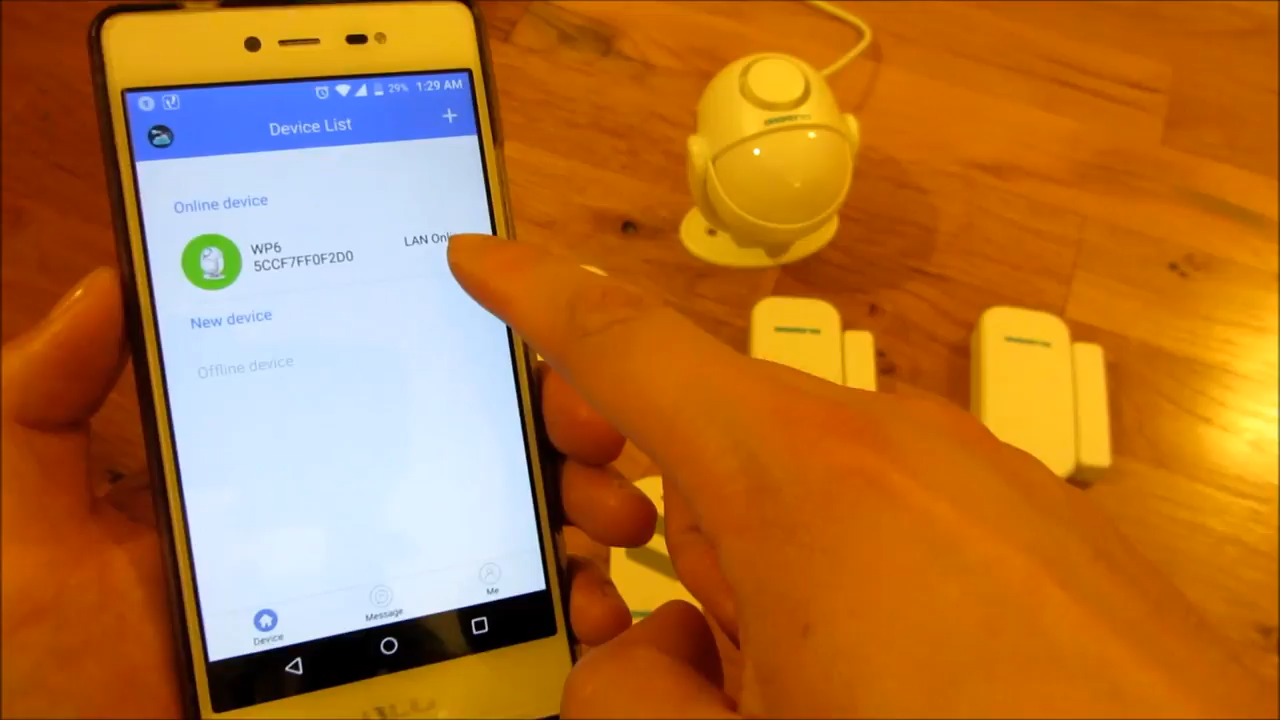 29% 1:29 AM
Device List
+
Online device
WP6
5CCF7FF0F2D0
LAN Onl
New device
Offline device
Device
Message
Me